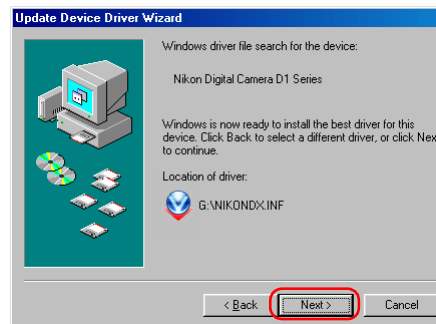 Update Device Driver Wizard
Windows driver file search for the device:
Nikon Digital Camera D1 Series
Windows is now ready to install the best driver for this
device. Click Back to select a different driver, or click Nex
to continue.
Location of driver:
G:\NIKONDX.INF
< Back
Next >
Cancel